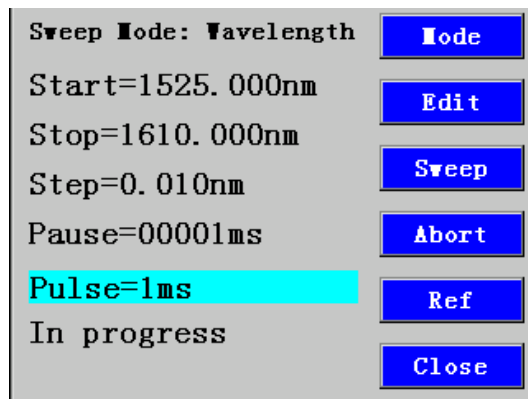 Sweep Mode: Wavelength
Start=1525.000nm
Stop=1610.000nm
Step=0.010nm
Pause=00001ms
Pulse=1ms
In progress
Mode
Edit
Sweep
Abort
Ref
Close